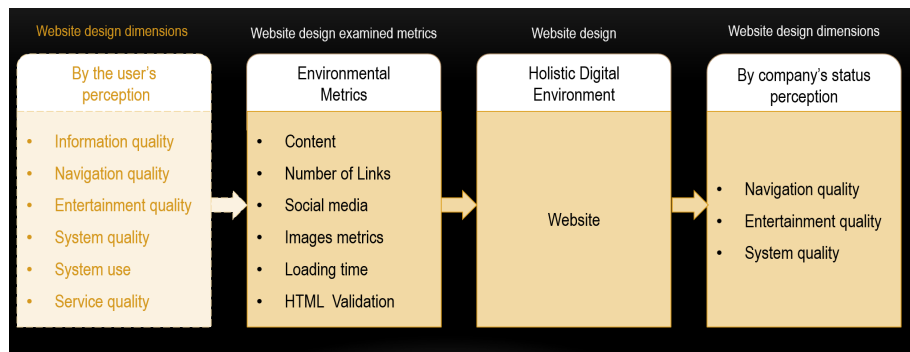 Website design dimensions
By the user's
perception
• Information quality
• Navigation quality
• Entertainment quality
• System quality
• System use
• Service quality
Website design examined metrics
Environmental
Metrics
• Content
• Number of Links
• Social media
• Images metrics
• Loading time
• HTML Validation
Website design
Holistic Digital
Environment
Website
Website design dimensions
By company's status
perception
• Navigation quality
• Entertainment quality
• System quality